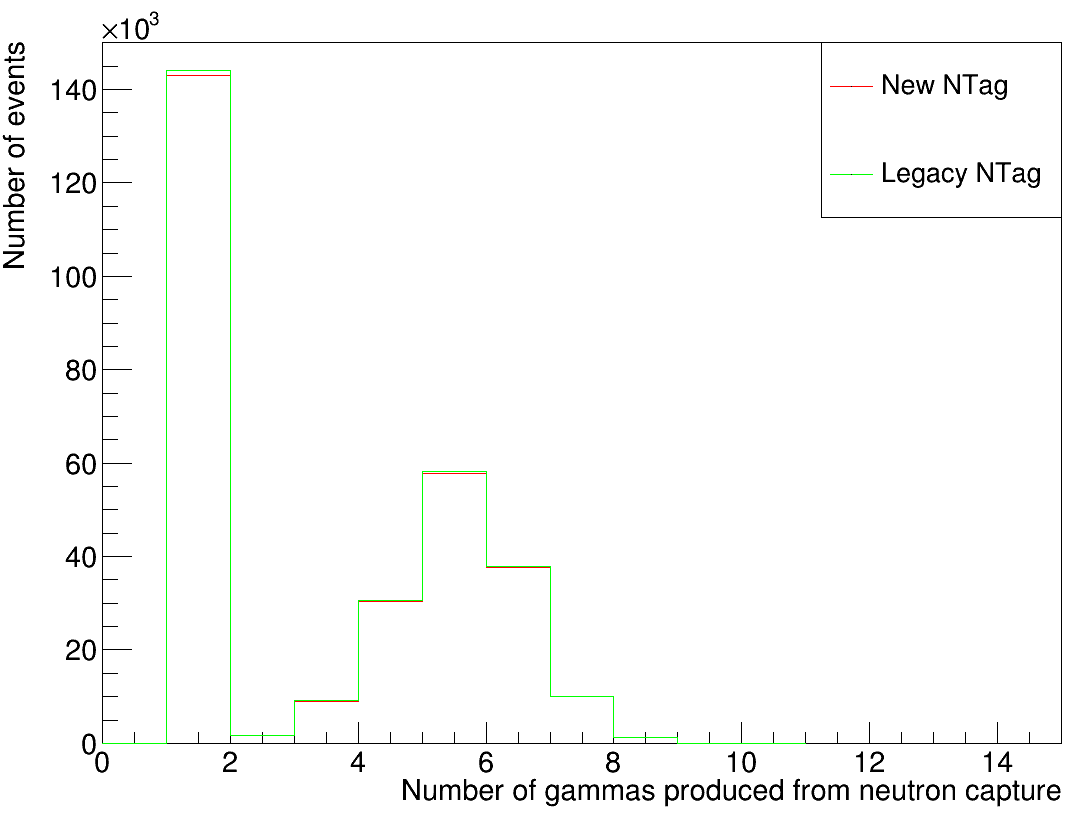 ×10³
Number of events
140
120
100
80
60
40
20
0
New NTag
Legacy NTag
0 2 4 6 8 10 12 14
Number of gammas produced from neutron capture